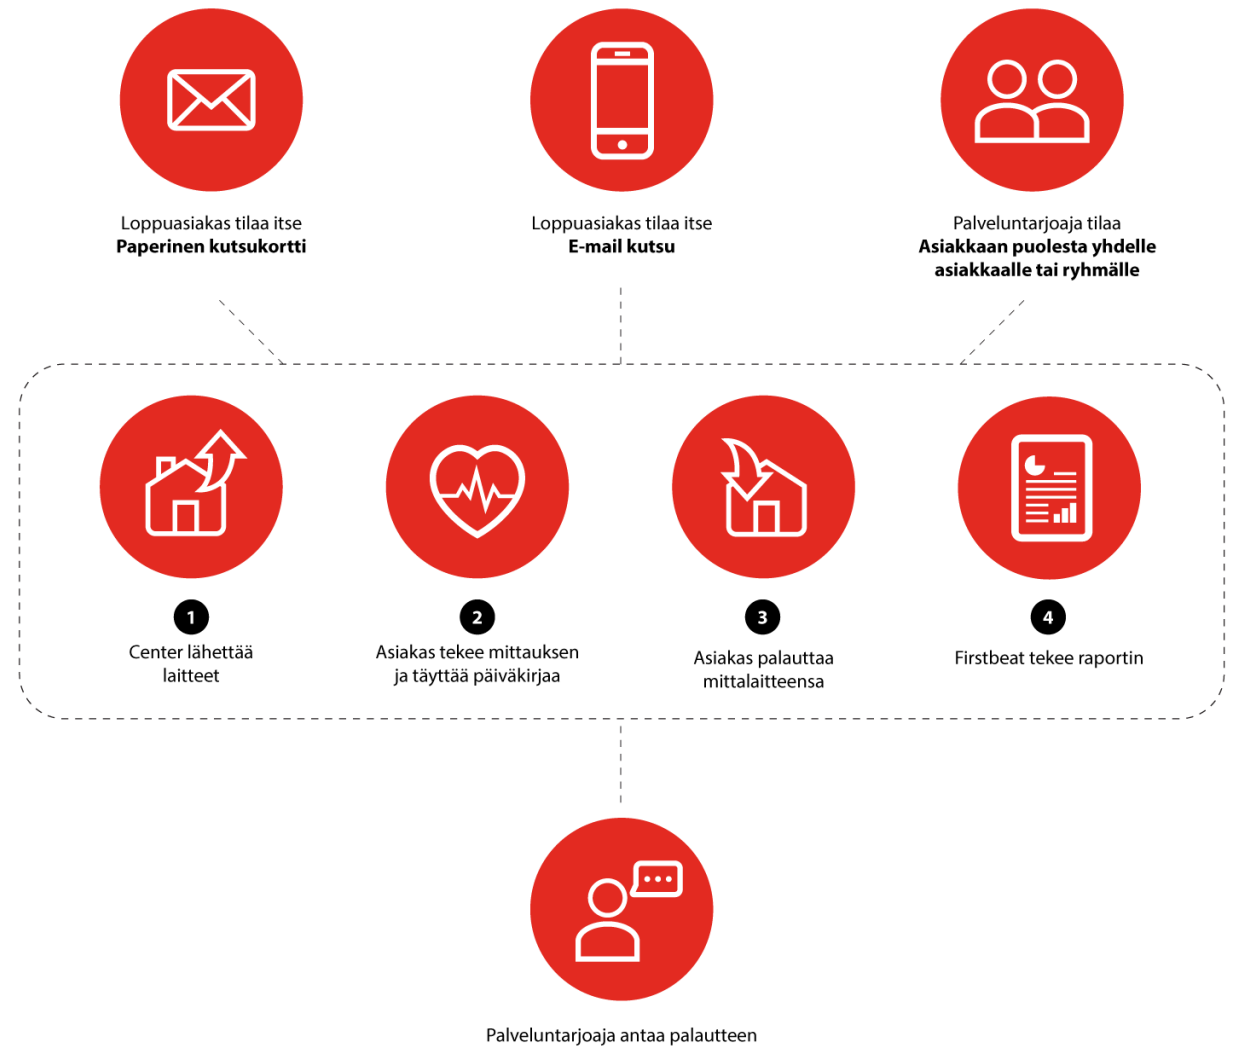 Loppuasiakas tilaa itse
Paperinen kutsukortti
Loppuasiakas tilaa itse
E-mail kutsu
Palveluntarjoaja tilaa
Asiakkaan puolesta yhdelle
asiakkaalle tai ryhmälle
1
Center lähettää
laitteet
2
Asiakas tekee mittauksen
ja täyttää päiväkirjaa
3
Asiakas palauttaa
mittalaitteensa
4
Firstbeat tekee raportin
Palveluntarjoaja antaa palautteen